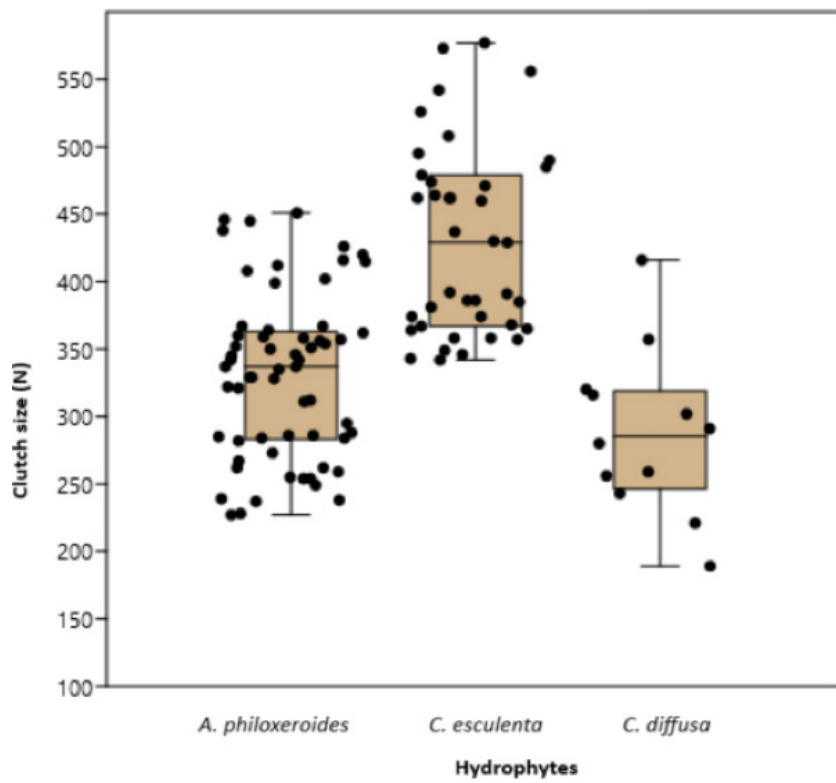 Clutch size (N)
550
500
450
400
350
300
250
200
150
100
A. philoxeroides
C. esculenta
C. diffusa
Hydrophytes